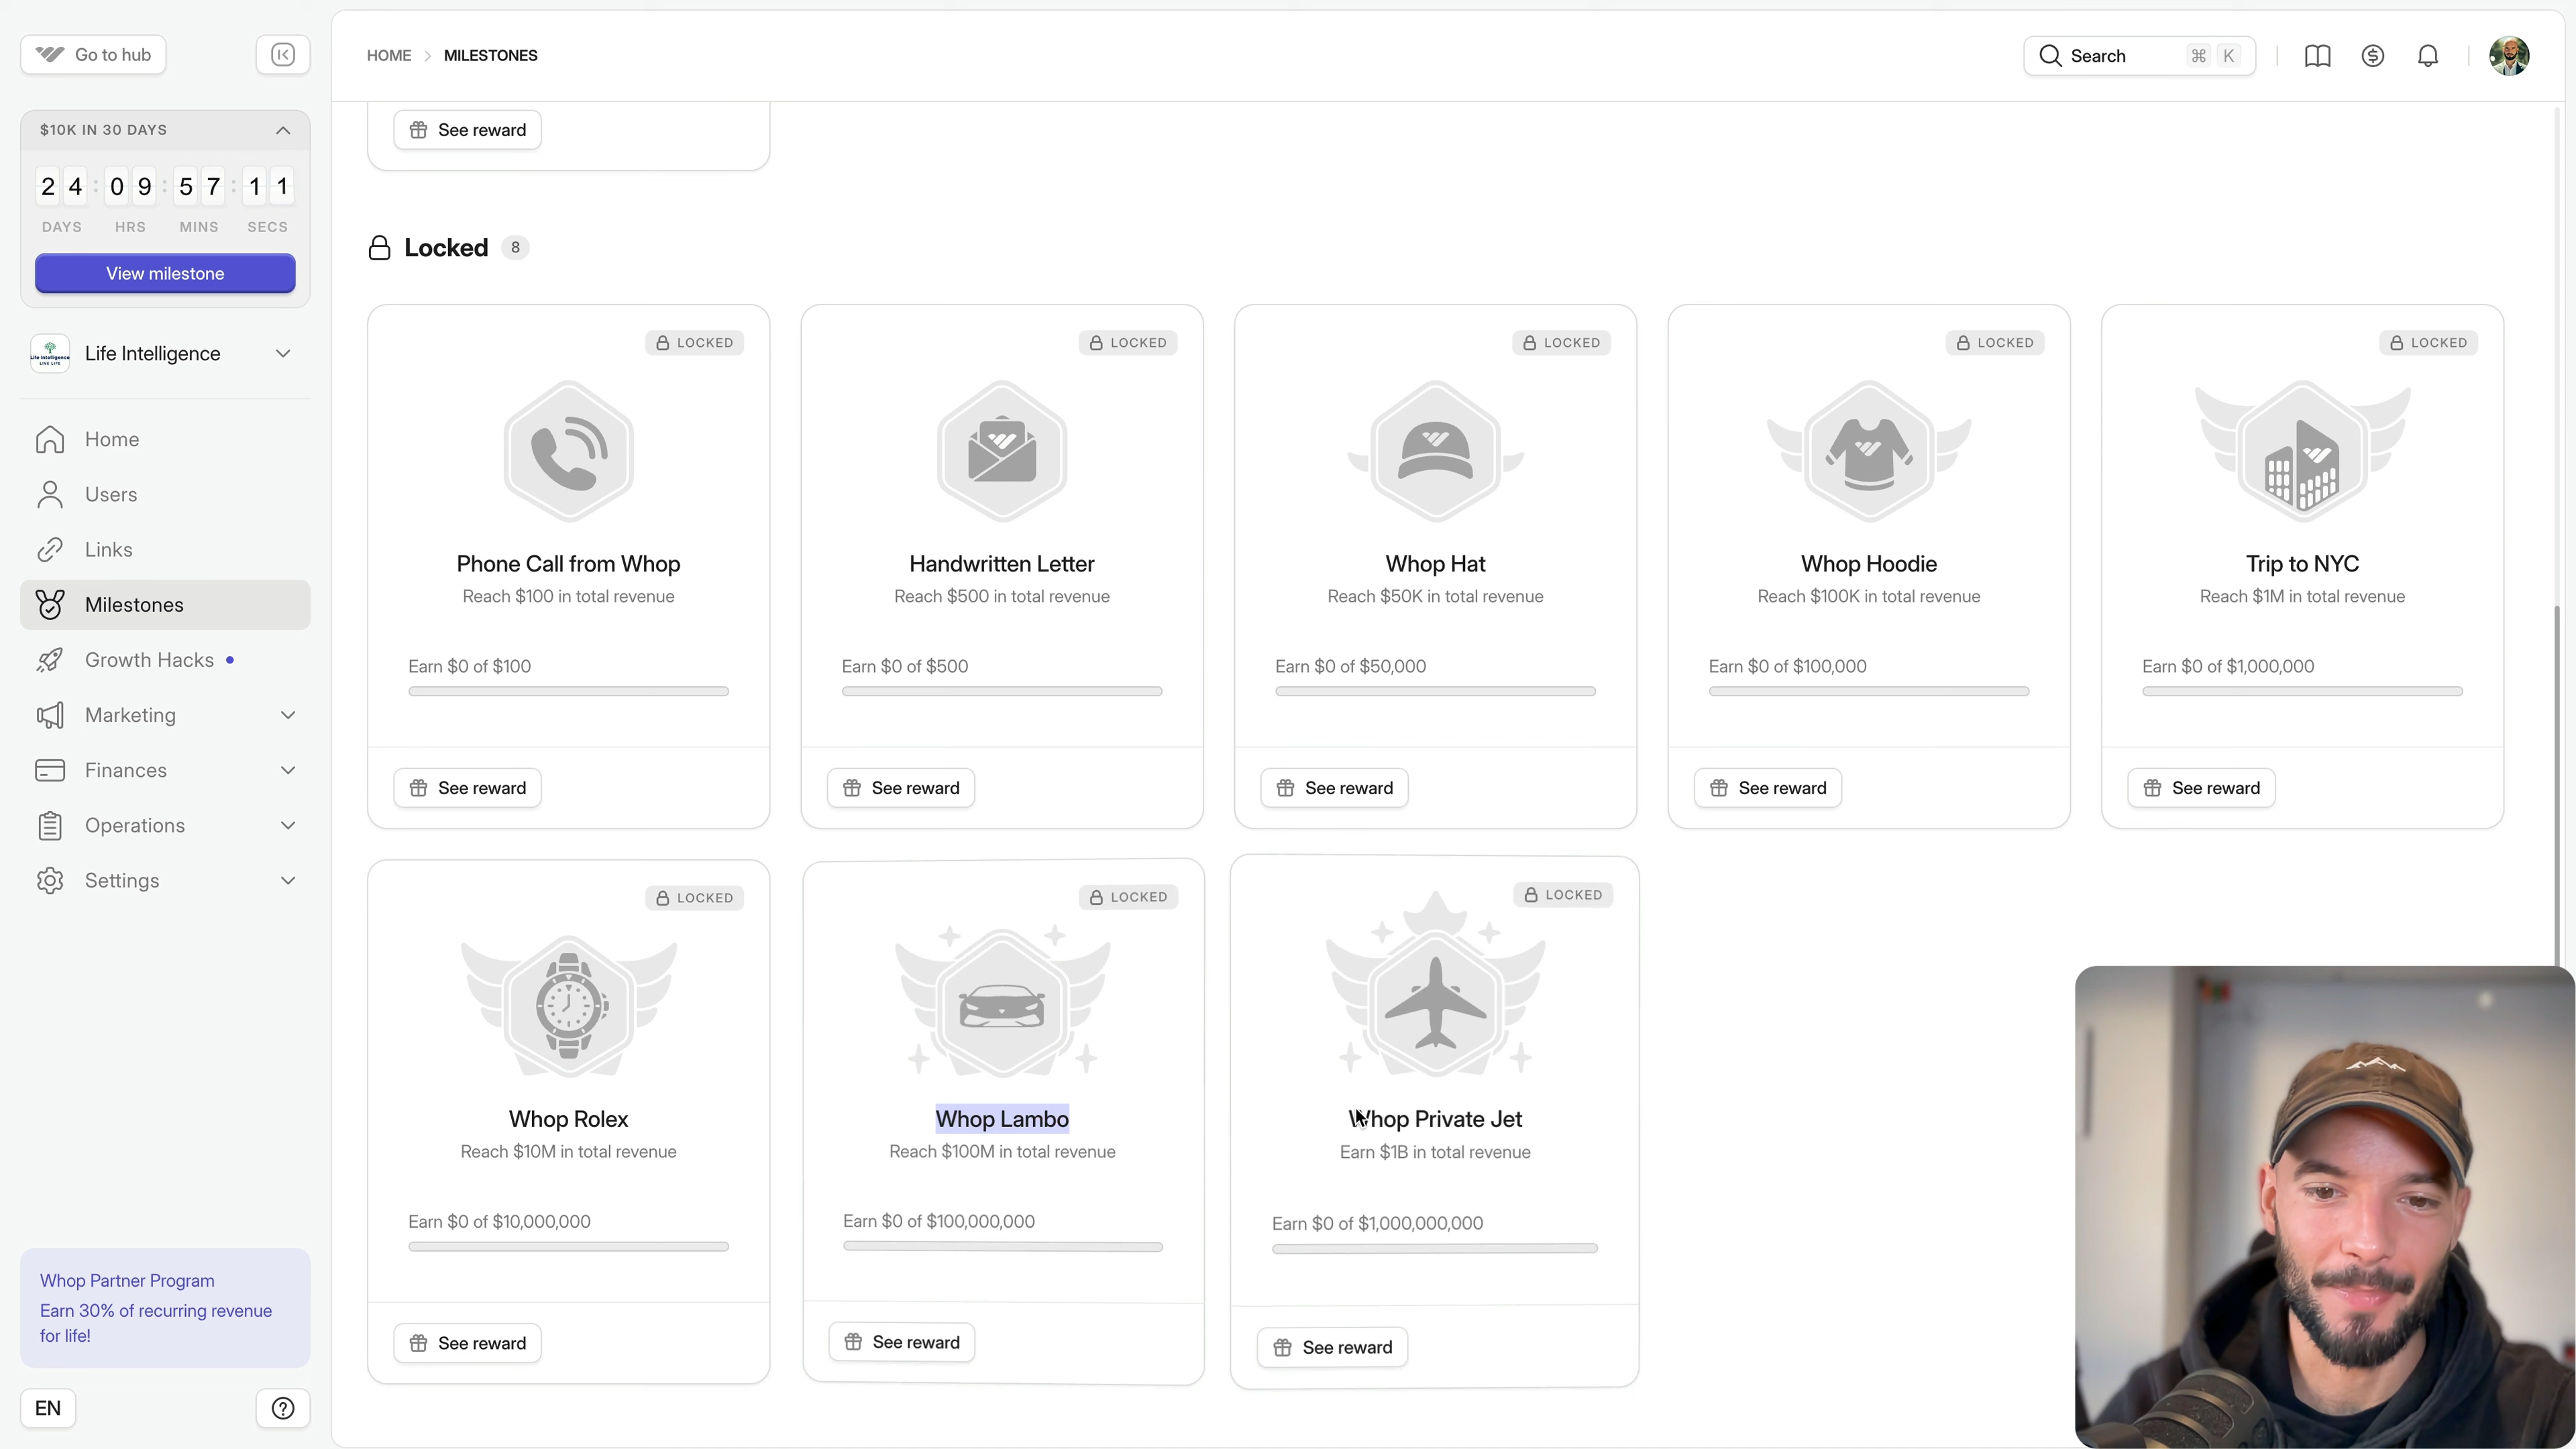 Go to hub
HOME
MILESTONES
Search
⌘
K
$10K IN 30 DAYS
2 4 : 0 9 : 5 7 : 1 1
DAYS HRS MINS SECS
View milestone
Life Intelligence
LIVE LIFE
Life Intelligence
Home
Users
Links
Milestones
Growth Hacks
Marketing
Finances
Operations
Settings
Whop Partner Program
Earn 30% of recurring revenue
for life!
EN
See reward
Locked 8
LOCKED
Phone Call from Whop
Reach $100 in total revenue
Earn $0 of $100
See reward
LOCKED
Handwritten Letter
Reach $500 in total revenue
Earn $0 of $500
See reward
LOCKED
Whop Hat
Reach $50K in total revenue
Earn $0 of $50,000
See reward
LOCKED
Whop Hoodie
Reach $100K in total revenue
Earn $0 of $100,000
See reward
LOCKED
Trip to NYC
Reach $1M in total revenue
Earn $0 of $1,000,000
See reward
LOCKED
Whop Rolex
Reach $10M in total revenue
Earn $0 of $10,000,000
See reward
LOCKED
Whop Lambo
Reach $100M in total revenue
Earn $0 of $100,000,000
See reward
LOCKED
Whop Private Jet
Earn $1B in total revenue
Earn $0 of $1,000,000,000
See reward